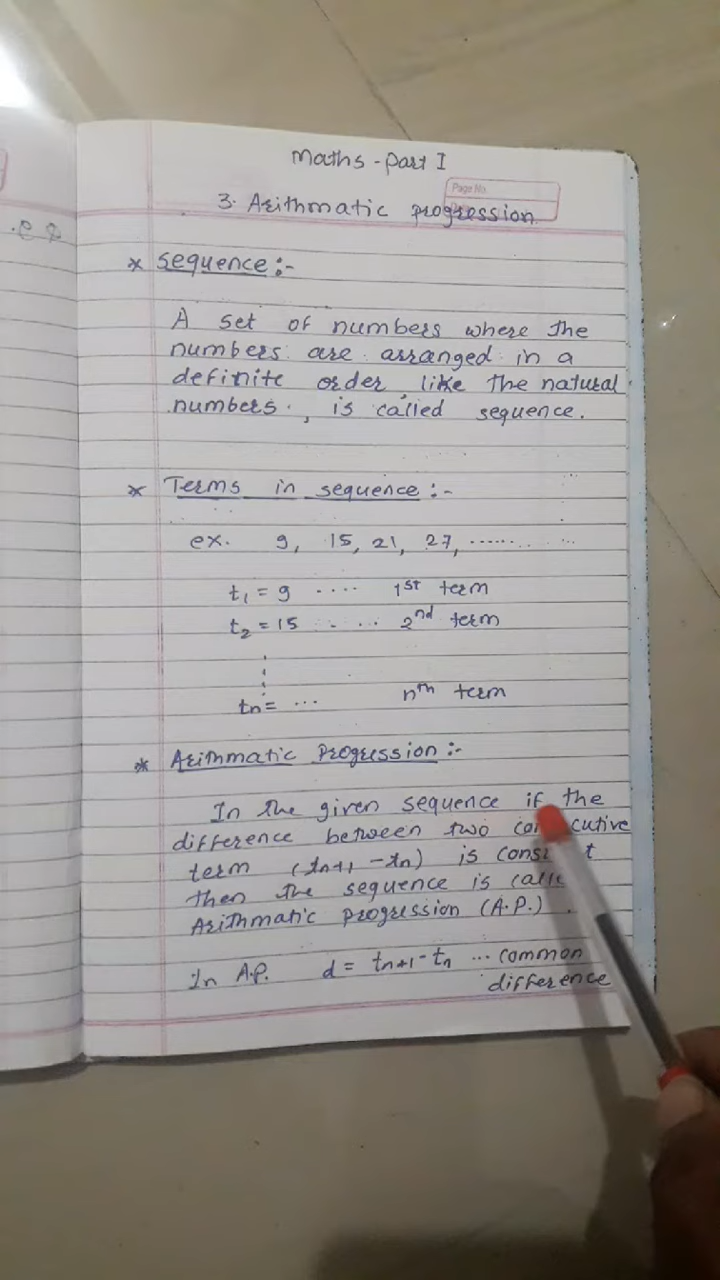 Maths - Part I
Page No.
3. Arithmatic progression
* Sequence :-
A set of numbers where the
numbers are arranged in a
definite order, like the natural
numbers, is called sequence.
* Terms in sequence :-
ex. 9, 15, 21, 27, ..........
t₁ = 9 .... 1st term
t₂ = 15 ..... 2nd term
tn = ... nth term
* Arithmatic Progression :-
In the given sequence if the
difference between two
term (tn+1 - tn) is
then the sequence is
Arithmatic progression (A.P.).
In A.P. d = tn+1 - tn ... common
difference